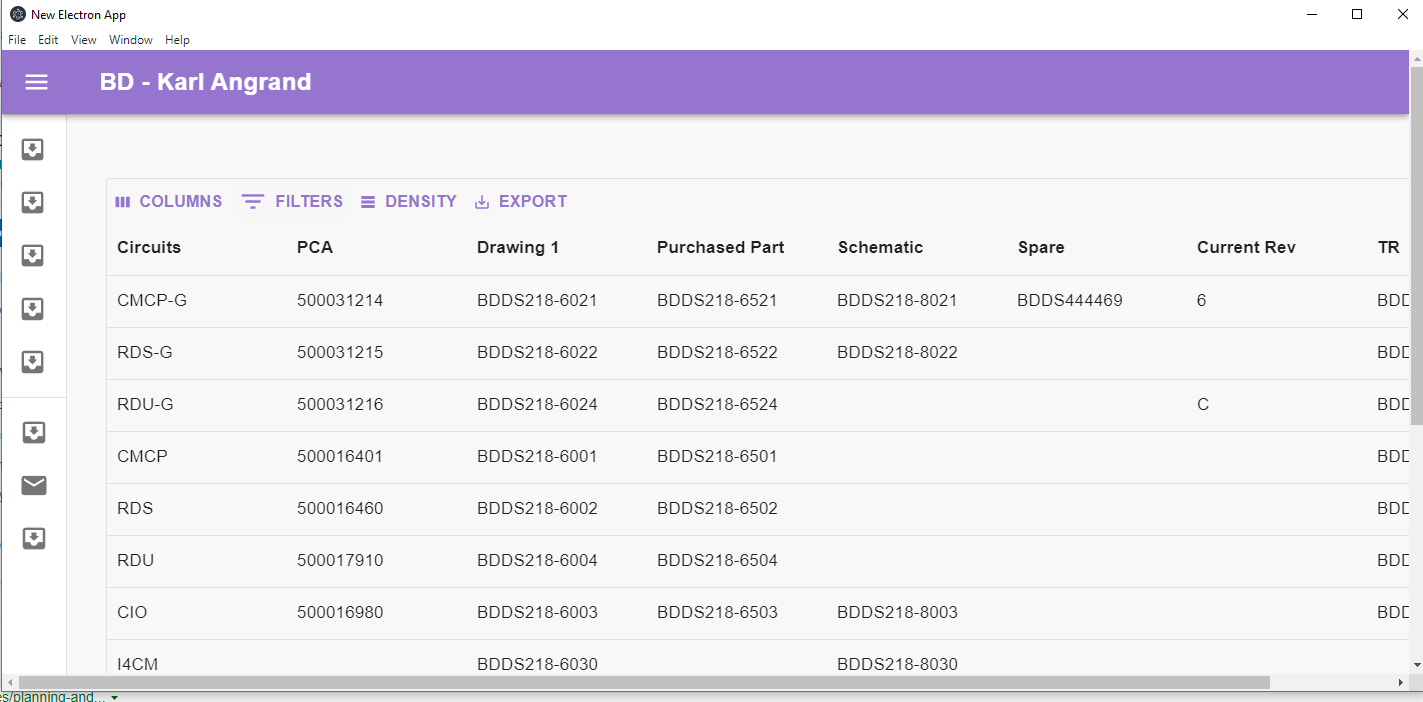 New Electron App
File Edit View Window Help
BD - Karl Angrand
COLUMNS FILTERS DENSITY EXPORT
Circuits PCA Drawing 1 Purchased Part Schematic Spare Current Rev TR
CMCP-G 500031214 BDDS218-6021 BDDS218-6521 BDDS218-8021 BDDS444469 6 BDD
RDS-G 500031215 BDDS218-6022 BDDS218-6522 BDDS218-8022 BDD
RDU-G 500031216 BDDS218-6024 BDDS218-6524 C BDD
CMCP 500016401 BDDS218-6001 BDDS218-6501 BDD
RDS 500016460 BDDS218-6002 BDDS218-6502 BDD
RDU 500017910 BDDS218-6004 BDDS218-6504 BDD
CIO 500016980 BDDS218-6003 BDDS218-6503 BDDS218-8003 BDD
I4CM BDDS218-6030 BDDS218-8030
es/planning-and...